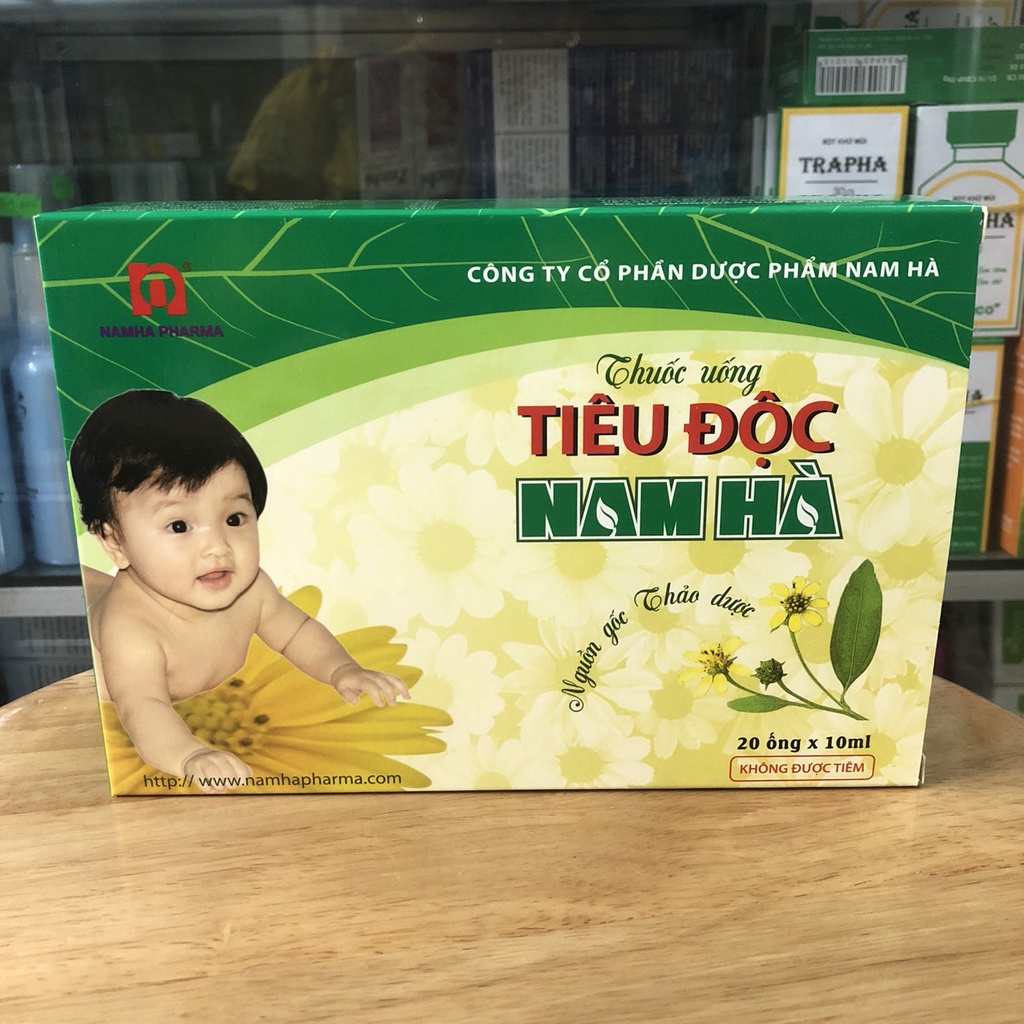 TRAPHA
NAMHA PHARMA
CÔNG TY CỔ PHẦN DƯỢC PHẨM NAM HÀ
Thuốc uống
TIÊU ĐỘC
NAM HÀ
Nguồn gốc Thảo dược
20 ống x 10ml
KHÔNG ĐƯỢC TIÊM
http:// www.namhapharma.com